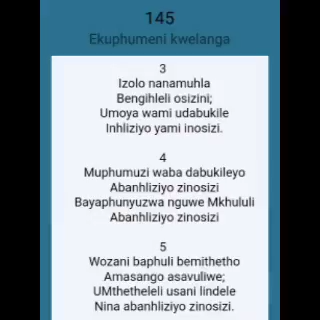 145
Ekuphumeni kwelanga
3
Izolo nanamuhla
Bengihleli osizini;
Umoya wami udabukile
Inhliziyo yami inosizi.
4
Muphumuzi waba dabukileyo
Abanhliziyo zinosizi
Bayaphunyuzwa nguwe Mkhululi
Abanhliziyo zinosizi
5
Wozani baphuli bemithetho
Amasango asavuliwe;
UMthetheleli usani lindele
Nina abanhliziyo zinosizi.